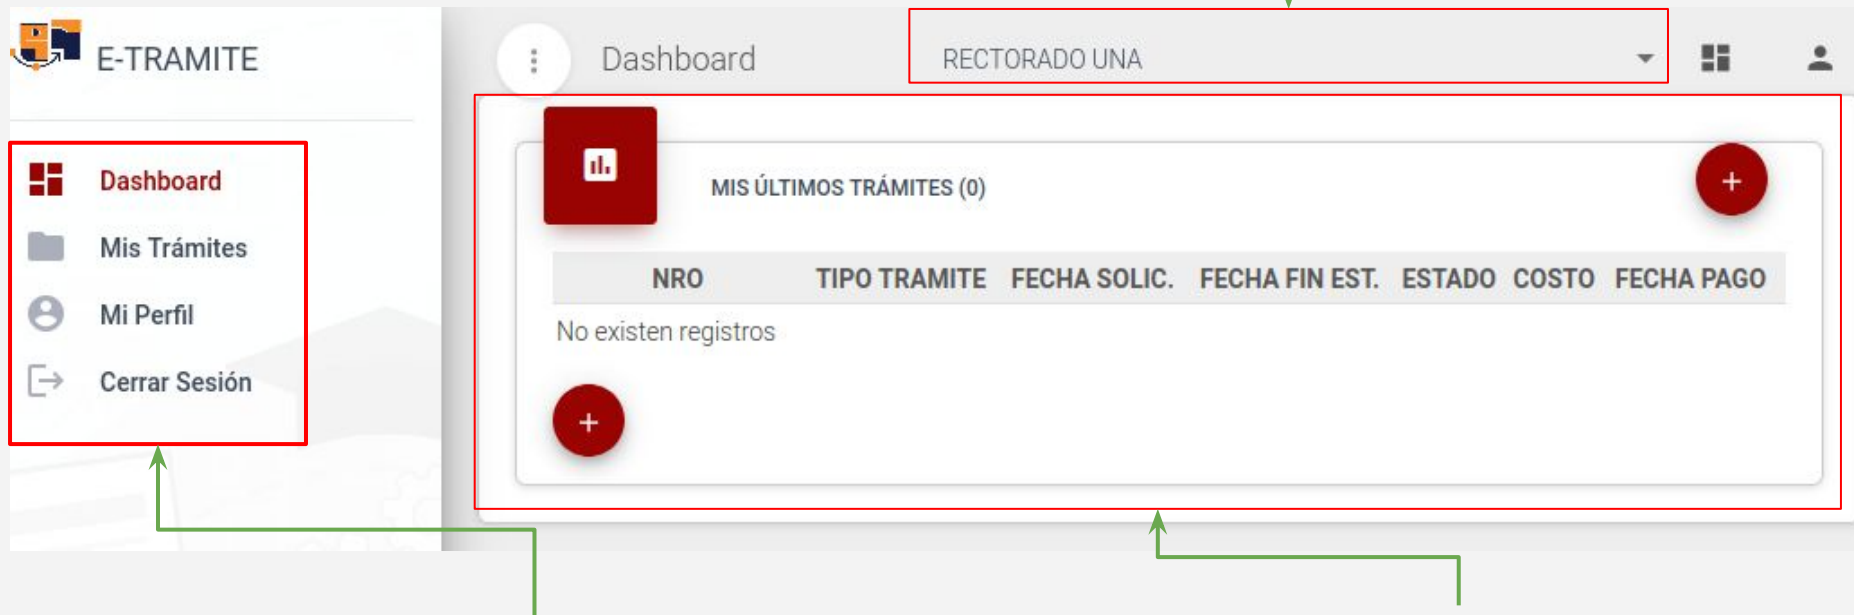 E-TRAMITE
Dashboard
Mis Trámites
Mi Perfil
Cerrar Sesión
Dashboard
RECTORADO UNA
MIS ÚLTIMOS TRÁMITES (0)
NRO TIPO TRAMITE FECHA SOLIC. FECHA FIN EST. ESTADO COSTO FECHA PAGO
No existen registros